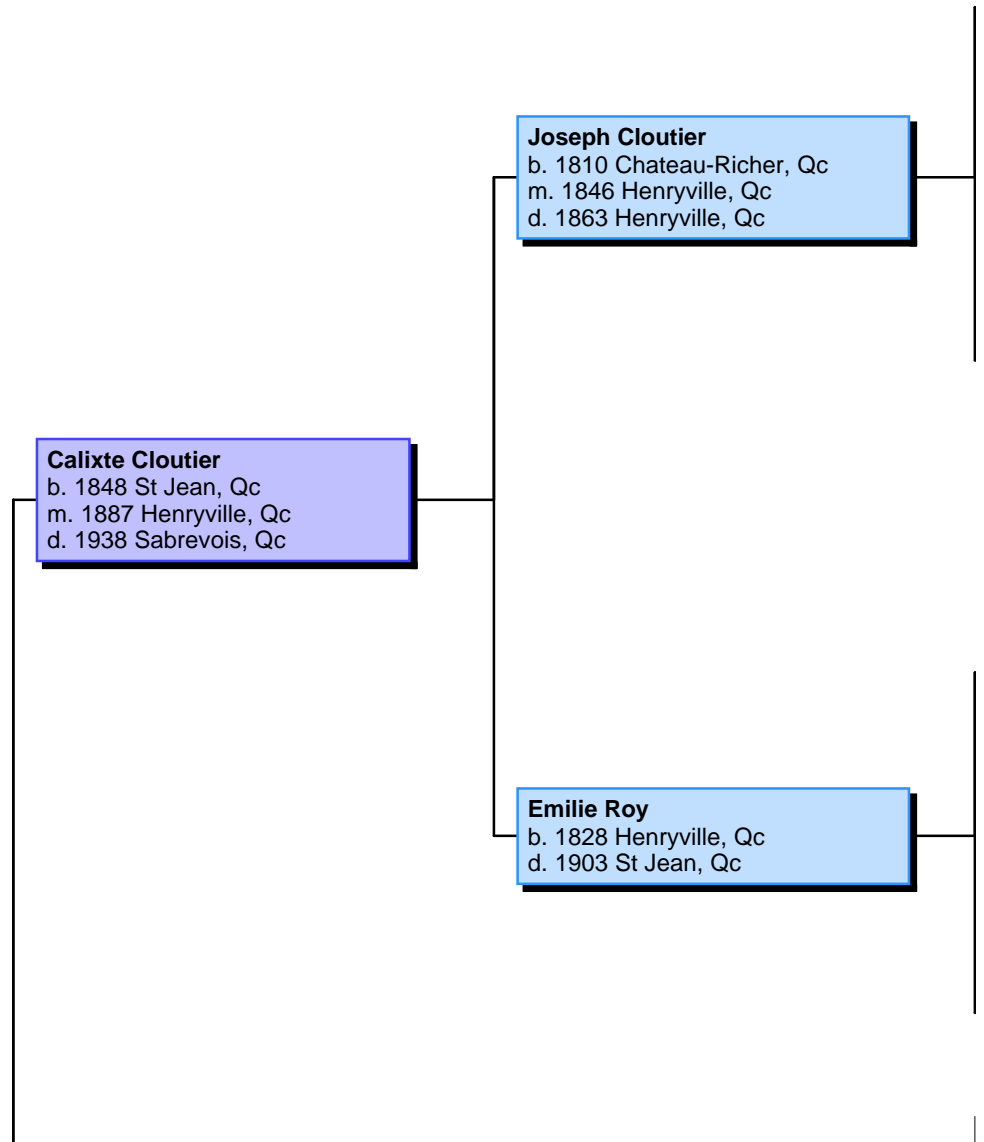 Joseph Cloutier
b. 1810 Chateau-Richer, Qc
m. 1846 Henryville, Qc
d. 1863 Henryville, Qc
Calixte Cloutier
b. 1848 St Jean, Qc
m. 1887 Henryville, Qc
d. 1938 Sabrevois, Qc
Emilie Roy
b. 1828 Henryville, Qc
d. 1903 St Jean, Qc